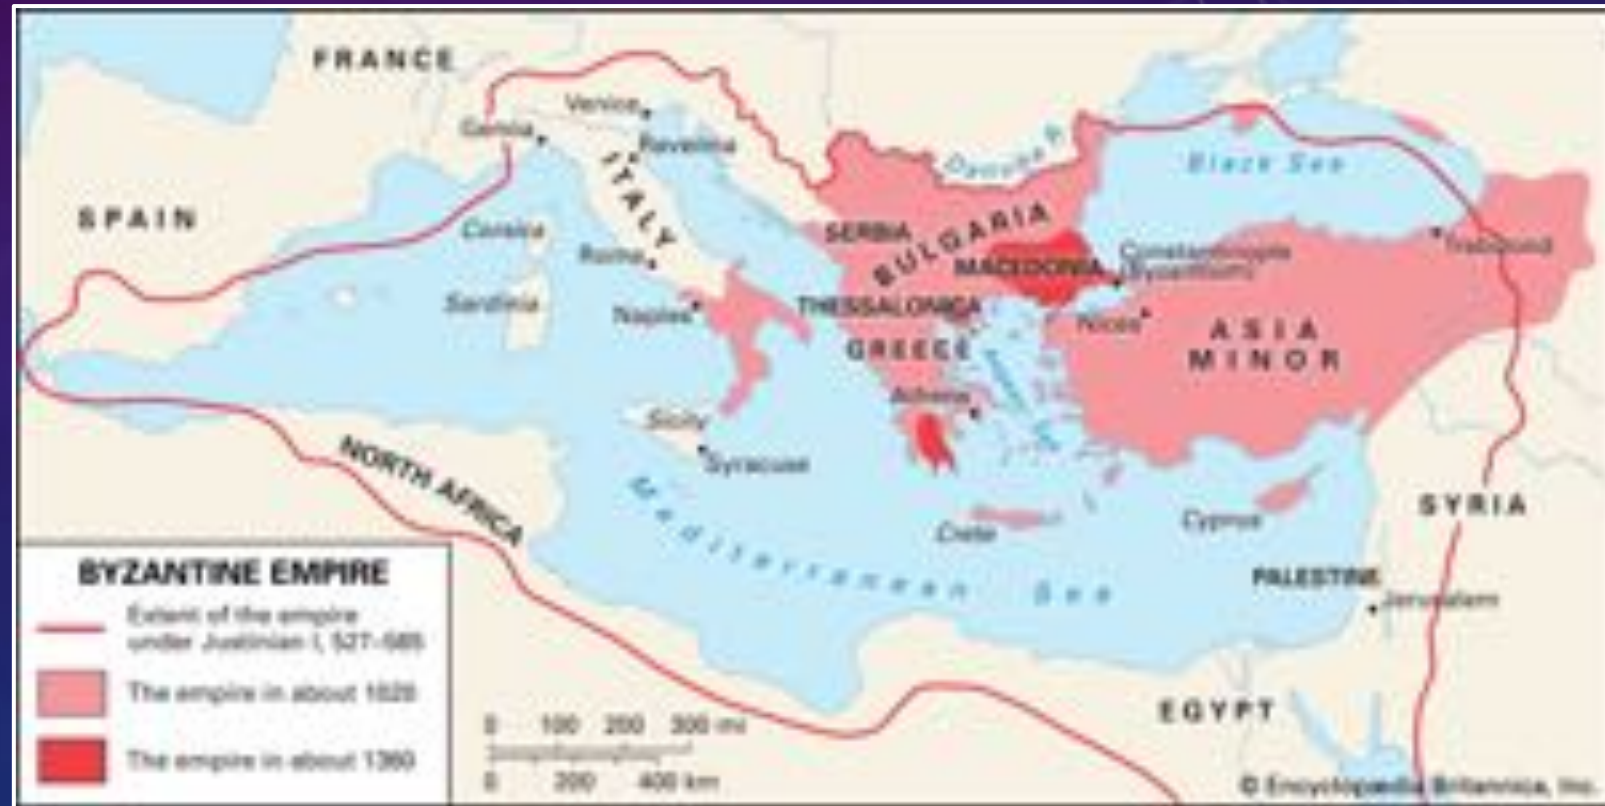 FRANCE
Venice
Genoa
Ravenna
ITALY
Danube R.
Black Sea
SPAIN
Corsica
Rome
SERBIA
BULGARIA
MACEDONIA
Constantinople
(Byzantium)
Trebizond
Sardinia
Naples
THESSALONICA
Nicaea
ASIA
MINOR
GREECE
Aegean Sea
Athens
Sicily
Syracuse
NORTH AFRICA
Mediterranean Sea
Crete
Cyprus
SYRIA
PALESTINE
Jerusalem
EGYPT
BYZANTINE EMPIRE
Extent of the empire
under Justinian I, 527–565
The empire in about 1020
The empire in about 1360
0 100 200 300 mi
0 200 400 km
© Encyclopædia Britannica, Inc.